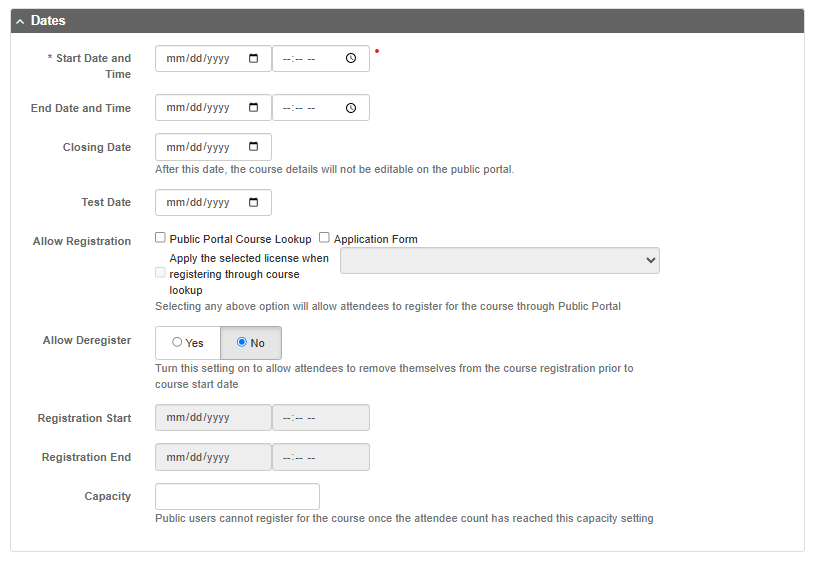 Dates
* Start Date and
Time
mm/dd/yyyy --:-- --
End Date and Time mm/dd/yyyy --:-- --
Closing Date mm/dd/yyyy
After this date, the course details will not be editable on the public portal.
Test Date mm/dd/yyyy
Allow Registration Public Portal Course Lookup Application Form
Apply the selected license when
registering through course
lookup
Selecting any above option will allow attendees to register for the course through Public Portal
Allow Deregister Yes No
Turn this setting on to allow attendees to remove themselves from the course registration prior to
course start date
Registration Start mm/dd/yyyy --:-- --
Registration End mm/dd/yyyy --:-- --
Capacity
Public users cannot register for the course once the attendee count has reached this capacity setting